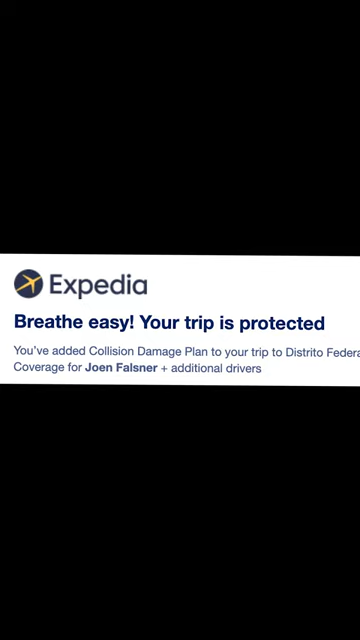 Expedia
Breathe easy! Your trip is protected
You've added Collision Damage Plan to your trip to Distrito
Coverage for Joen Falsner + additional drivers